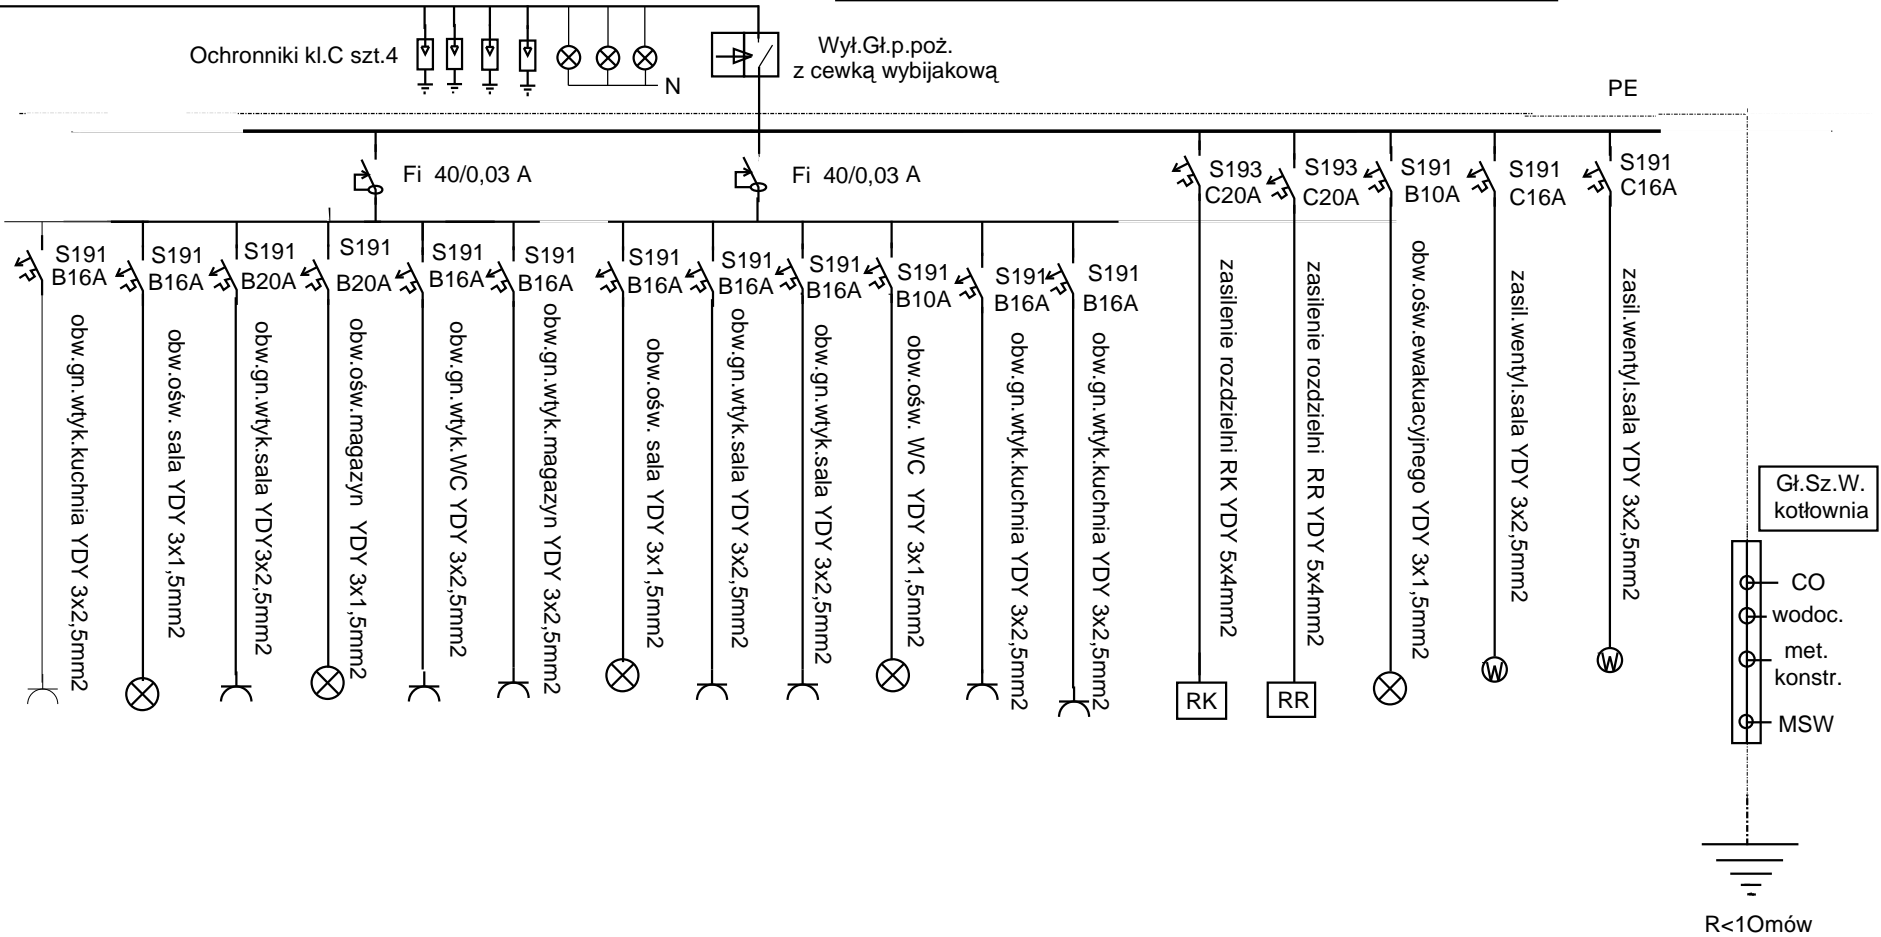 Ochronniki kl.C szt.4
N
Wył.Gł.p.poż.
z cewką wybijakową
PE
Fi 40/0,03 A
Fi 40/0,03 A
S193
C20A
S193
C20A
S191
B10A
S191
C16A
S191
C16A
S191
B16A
S191
B16A
S191
B20A
S191
B20A
S191
B16A
S191
B16A
S191
B16A
S191
B16A
S191
B16A
S191
B10A
S191
B16A
S191
B16A
obw.gn.wtyk.kuchnia YDY 3x2,5mm2
obw.ośw. sala YDY 3x1,5mm2
obw.gn.wtyk.sala YDY3x2,5mm2
obw.ośw.magazyn YDY 3x1,5mm2
obw.gn.wtyk.WC YDY 3x2,5mm2
obw.gn.wtyk.magazyn YDY 3x2,5mm2
obw.ośw. sala YDY 3x1,5mm2
obw.gn.wtyk.sala YDY 3x2,5mm2
obw.gn.wtyk.sala YDY 3x2,5mm2
obw.ośw. WC YDY 3x1,5mm2
obw.gn.wtyk.kuchnia YDY 3x2,5mm2
obw.gn.wtyk.kuchnia YDY 3x2,5mm2
zasilenie rozdzielni RK YDY 5x4mm2
zasilenie rozdzielni RR YDY 5x4mm2
obw.ośw.ewakuacyjnego YDY 3x1,5mm2
zasil.wentyl.sala YDY 3x2,5mm2
zasil.wentyl.sala YDY 3x2,5mm2
RK
RR
W
W
Gł.Sz.W.
kotłownia
CO
wodoc.
met.
konstr.
MSW
R<1Omów